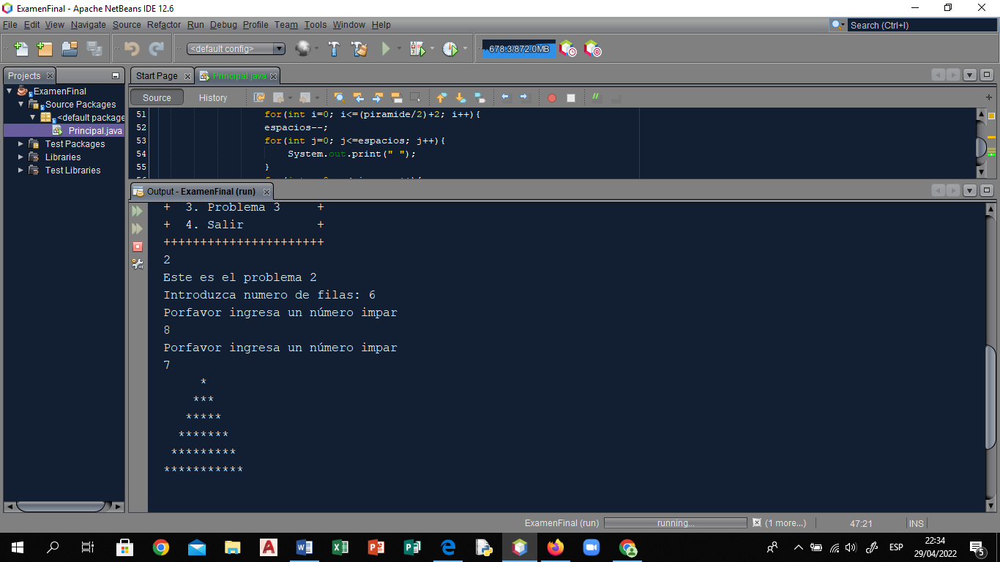 ExamenFinal - Apache NetBeans IDE 12.6
File Edit View Navigate Source Refactor Run Debug Profile Team Tools Window Help
Search (Ctrl+I)
<default config>
678.3/872.0MB
Projects
Start Page
Principal.java
ExamenFinal
Source Packages
<default package
Principal.java
Test Packages
Libraries
Test Libraries
Source History
51 for(int i=0; i<=(piramide/2)+2; i++){
52 espacios--;
53 for(int j=0; j<=espacios; j++){
54 System.out.print(" ");
55 }
Output - ExamenFinal (run)
+  3. Problema 3     +
+  4. Salir          +
++++++++++++++++++++++
2
Este es el problema 2
Introduzca numero de filas: 6
Porfavor ingresa un número impar
8
Porfavor ingresa un número impar
7
     *
    ***
   *****
  *******
 *********
***********
ExamenFinal (run) running... (1 more...) 47:21 INS
ESP
22:34
29/04/2022
5